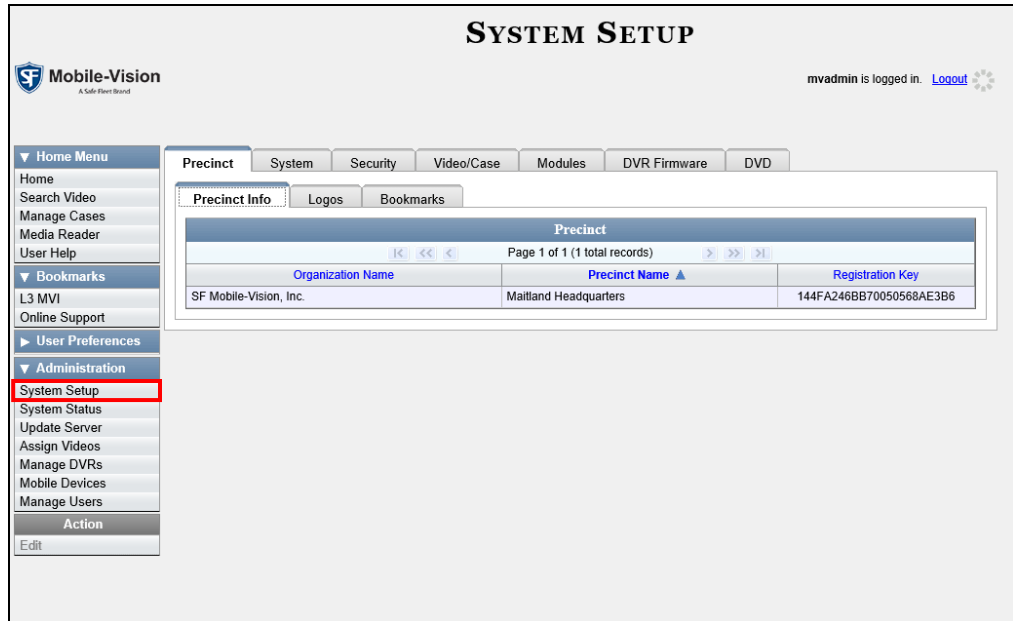 SYSTEM SETUP
SF Mobile-Vision
A Safe Fleet Brand
mvadmin is logged in. Logout
▼ Home Menu
Home
Search Video
Manage Cases
Media Reader
User Help
▼ Bookmarks
L3 MVI
Online Support
▶ User Preferences
▼ Administration
System Setup
System Status
Update Server
Assign Videos
Manage DVRs
Mobile Devices
Manage Users
Action
Edit
Precinct System Security Video/Case Modules DVR Firmware DVD
Precinct Info Logos Bookmarks
Precinct
|< << < Page 1 of 1 (1 total records) > >> >|
Organization Name Precinct Name ▲ Registration Key
SF Mobile-Vision, Inc. Maitland Headquarters 144FA246BB70050568AE3B6